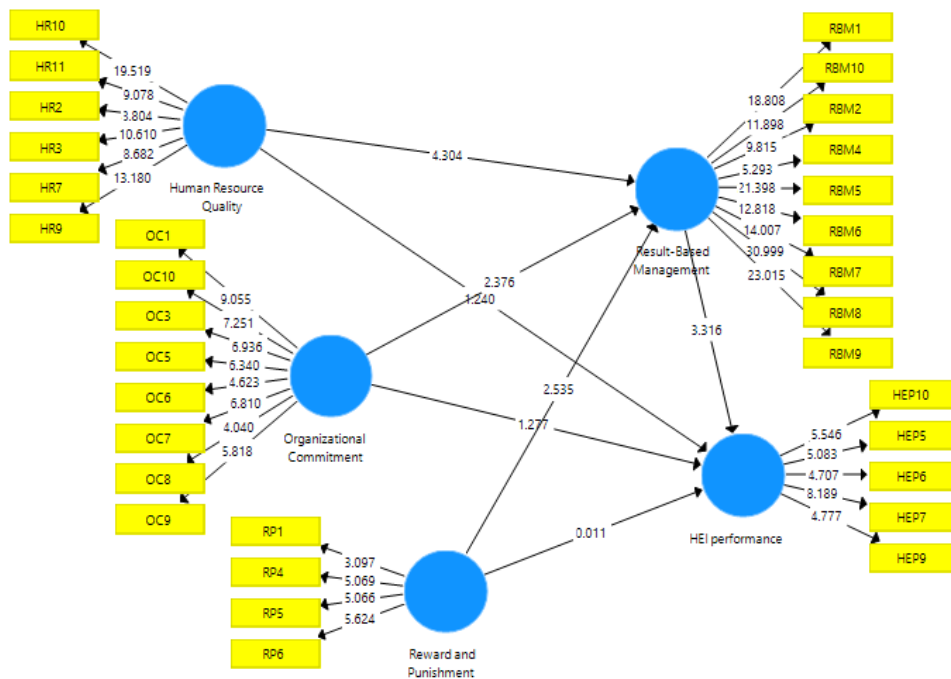 HR10
HR11
HR2
HR3
HR7
HR9
19.519
9.078
3.804
10.610
8.682
13.180
Human Resource
Quality
OC1
OC10
OC3
OC5
OC6
OC7
OC8
OC9
9.055
7.251
6.936
6.340
4.623
6.810
4.040
5.818
Organizational
Commitment
RP1
RP4
RP5
RP6
3.097
5.069
5.066
5.624
Reward and
Punishment
4.304
2.376
1.240
2.535
1.277
0.011
3.316
Result-Based
Management
18.808
11.898
9.815
5.293
21.398
12.818
14.007
30.999
23.015
RBM1
RBM10
RBM2
RBM4
RBM5
RBM6
RBM7
RBM8
RBM9
HEI performance
5.546
5.083
4.707
8.189
4.777
HEP10
HEP5
HEP6
HEP7
HEP9